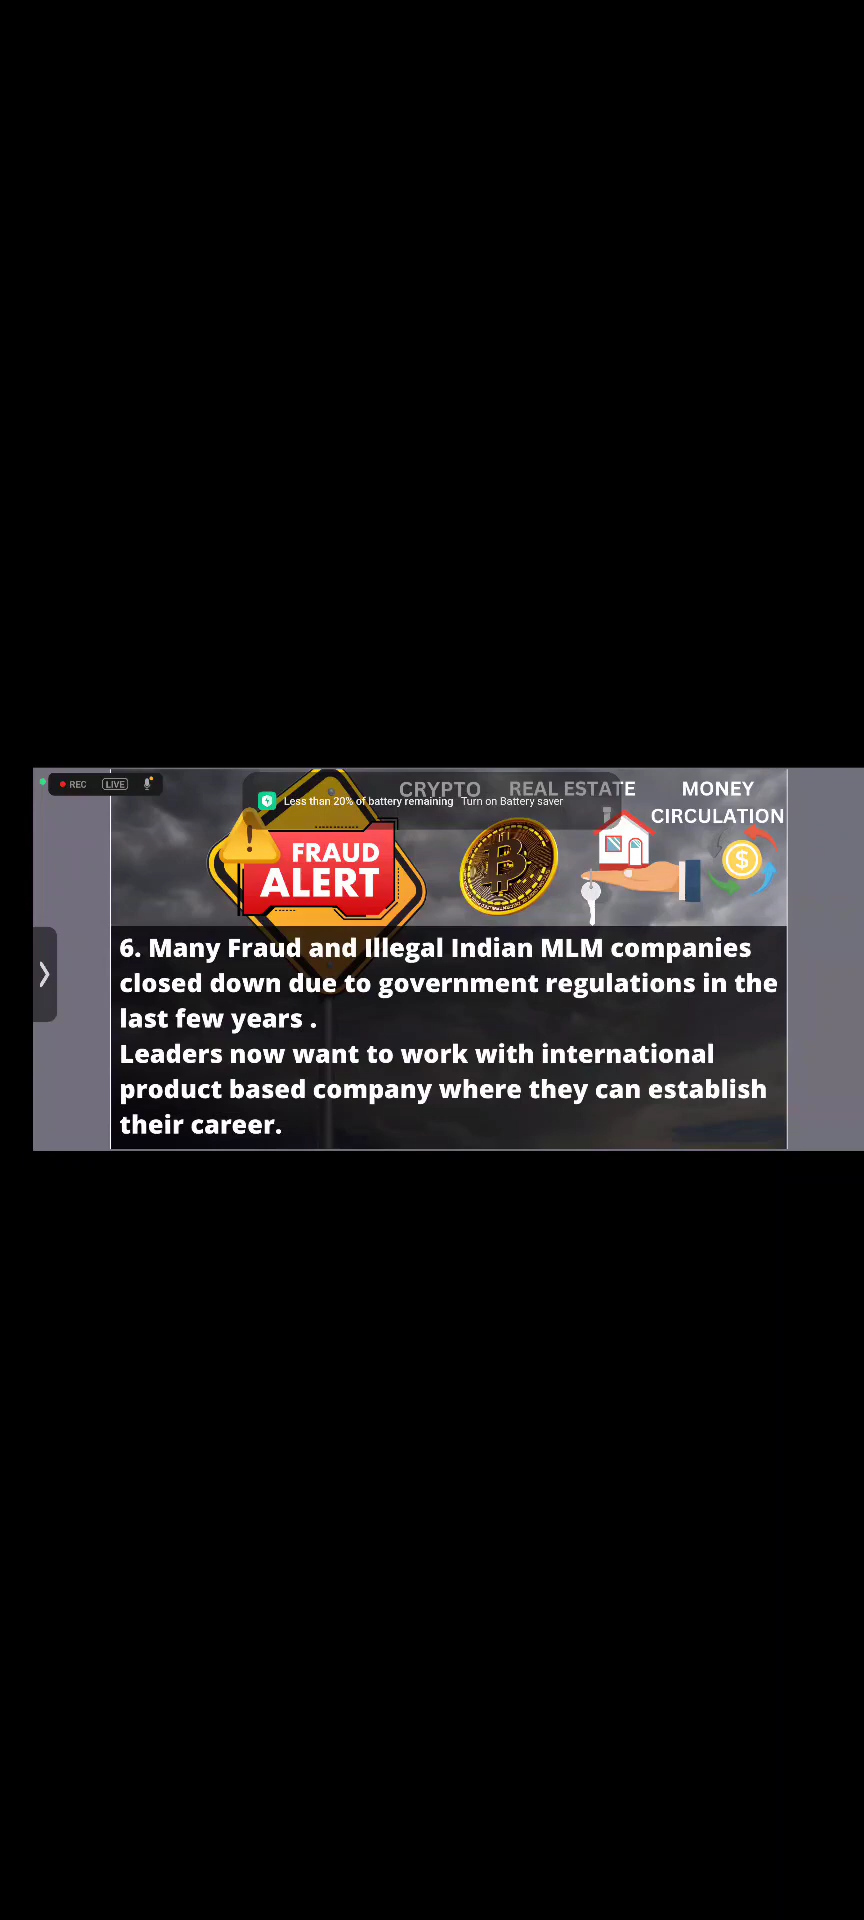 REC LIVE
CRYPTO REAL ESTATE MONEY
CIRCULATION
Less than 20% of battery remaining Turn on Battery saver
FRAUD
ALERT
6. Many Fraud and Illegal Indian MLM companies
closed down due to government regulations in the
last few years .
Leaders now want to work with international
product based company where they can establish
their career.